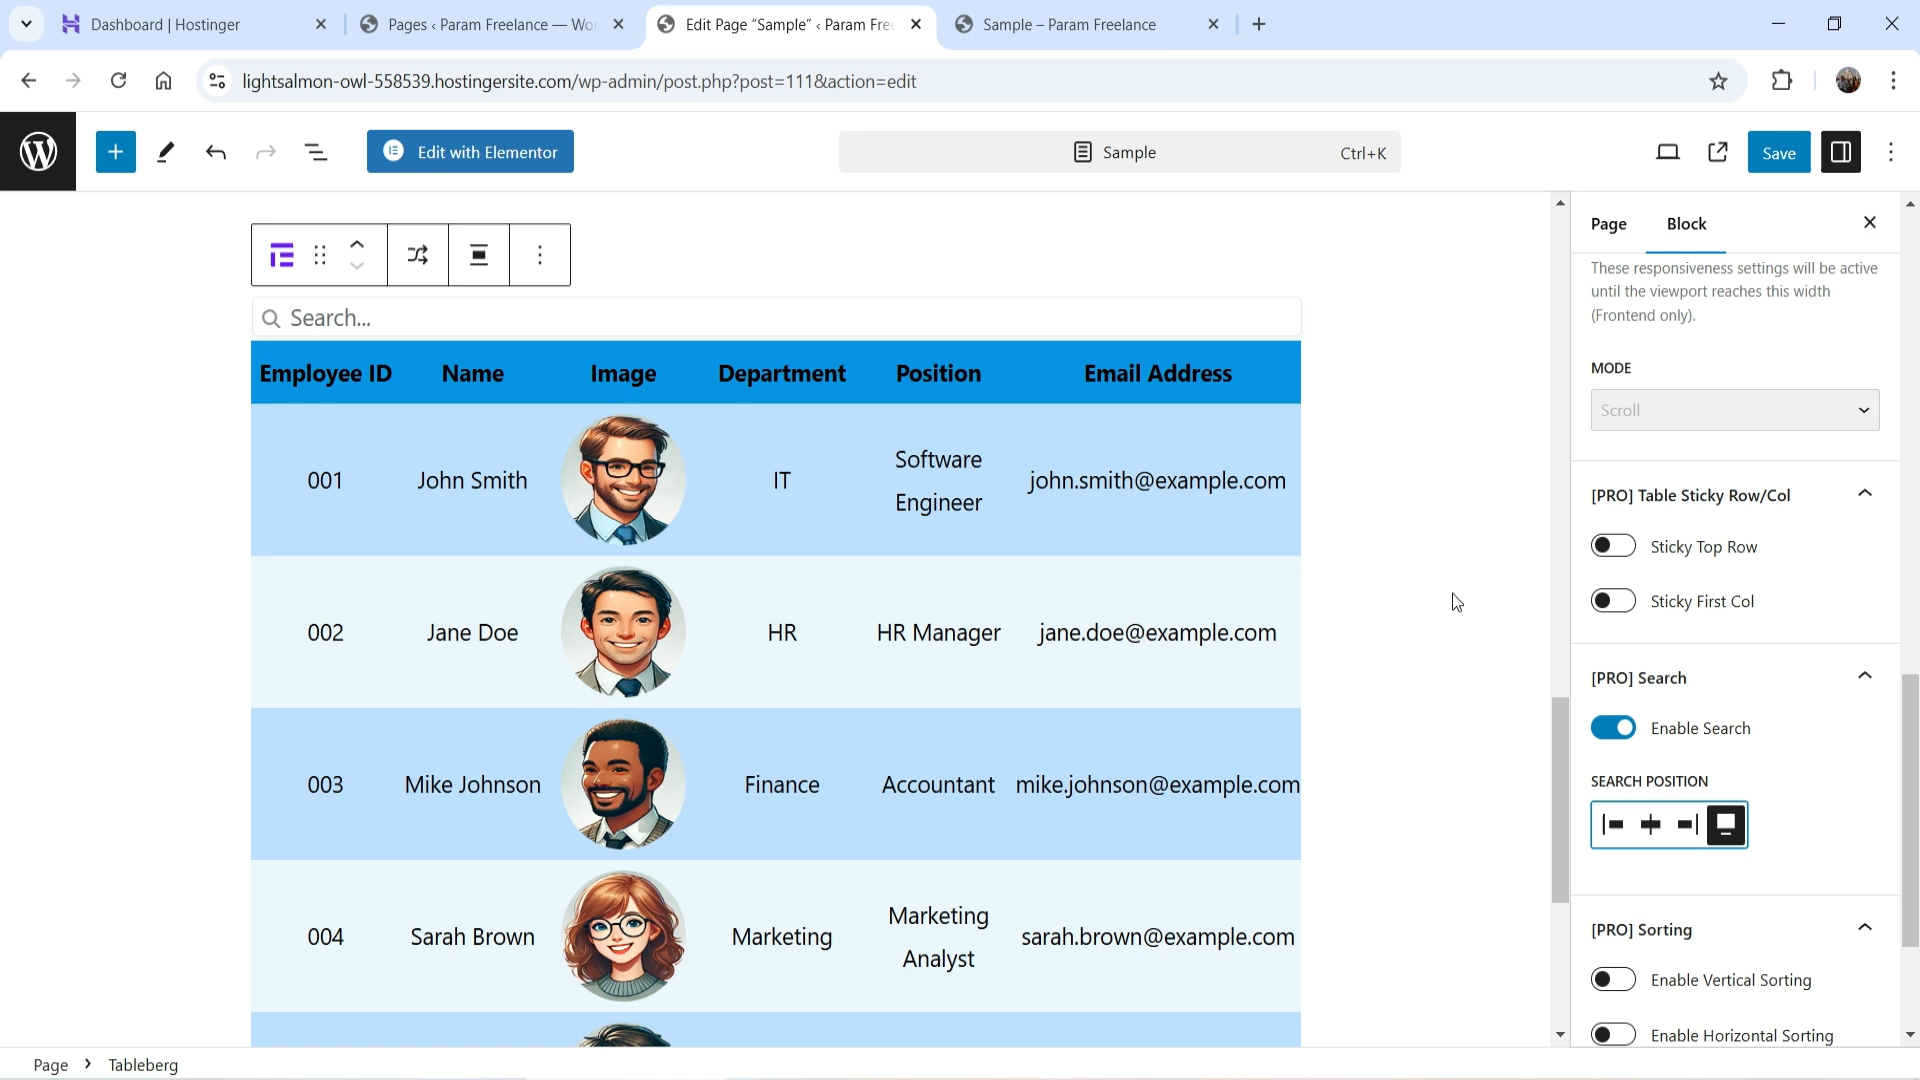 Dashboard | Hostinger
Pages ‹ Param Freelance — Wo
Edit Page “Sample” ‹ Param Fre
Sample – Param Freelance
lightsalmon-owl-558539.hostingersite.com/wp-admin/post.php?post=111&action=edit
Edit with Elementor
Sample
Ctrl+K
Save
Page
Block
These responsiveness settings will be active
until the viewport reaches this width
(Frontend only).
MODE
Scroll
[PRO] Table Sticky Row/Col
Sticky Top Row
Sticky First Col
[PRO] Search
Enable Search
SEARCH POSITION
[PRO] Sorting
Enable Vertical Sorting
Enable Horizontal Sorting
Search...
Employee ID Name Image Department Position Email Address
001 John Smith IT Software Engineer john.smith@example.com
002 Jane Doe HR HR Manager jane.doe@example.com
003 Mike Johnson Finance Accountant mike.johnson@example.com
004 Sarah Brown Marketing Marketing Analyst sarah.brown@example.com
Page › Tableberg